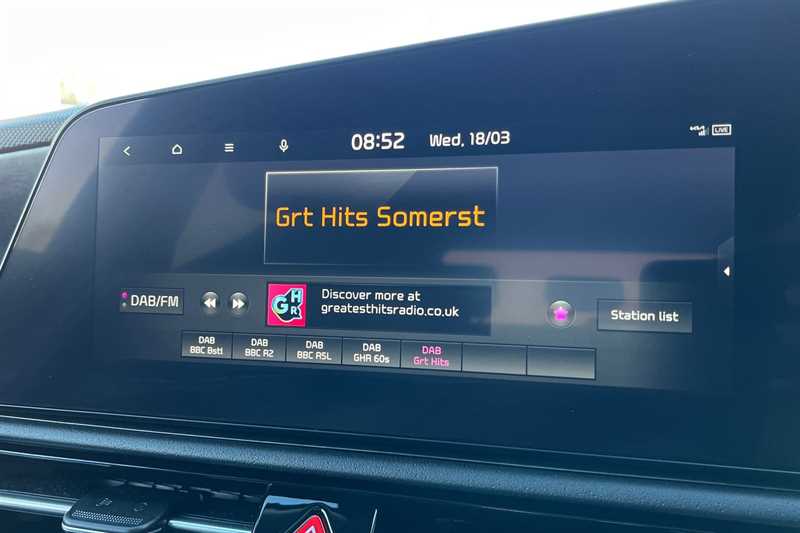 08:52 Wed, 18/03
LIVE
Grt Hits Somerst
DAB/FM
GHR
Discover more at
greatesthitsradio.co.uk
Station list
DAB
BBC Bstl
DAB
BBC R2
DAB
BBC R5L
DAB
GHR 60s
DAB
Grt Hits